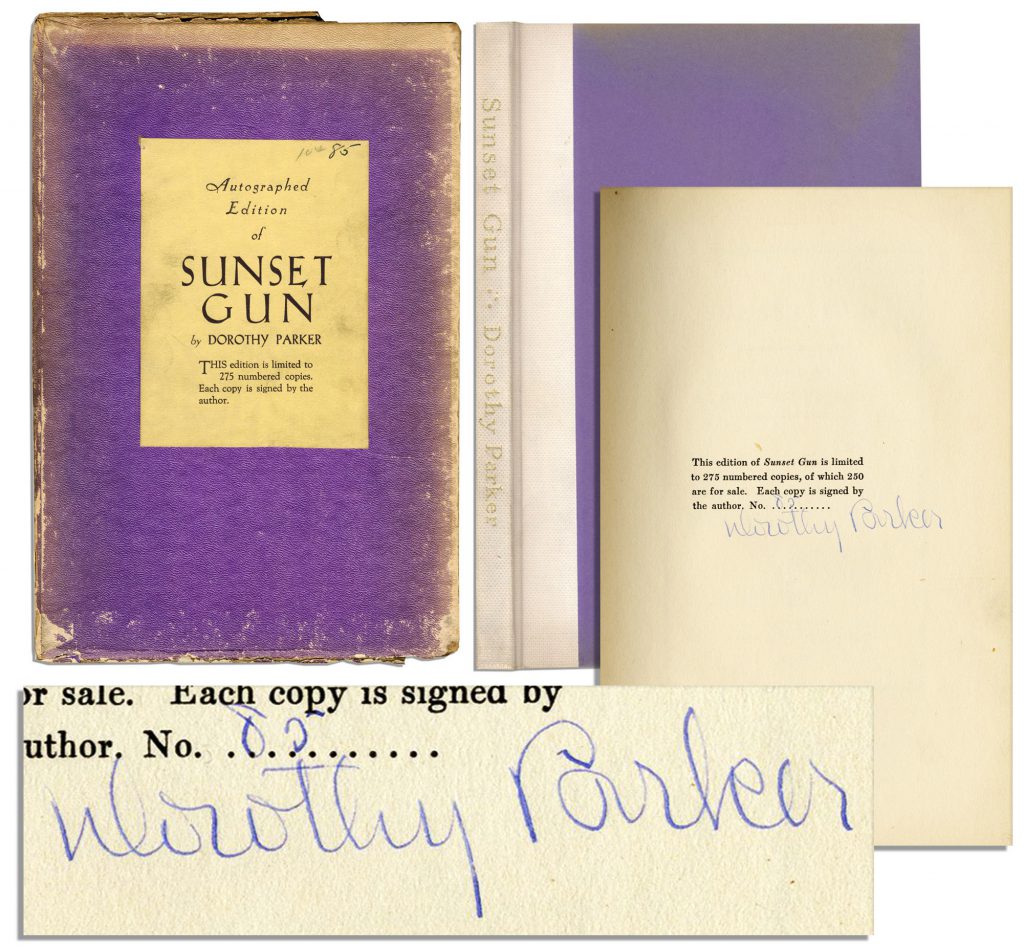 85
Autographed
Edition
of
SUNSET
GUN
by DOROTHY PARKER
THIS edition is limited to
275 numbered copies.
Each copy is signed by the
author.
Sunset Gun ∴ Dorothy Parker
This edition of Sunset Gun is limited
to 275 numbered copies, of which 250
are for sale. Each copy is signed by
the author. No. .85.........
Dorothy Parker
or sale. Each copy is signed by
uthor. No. .85..........
Dorothy Parker